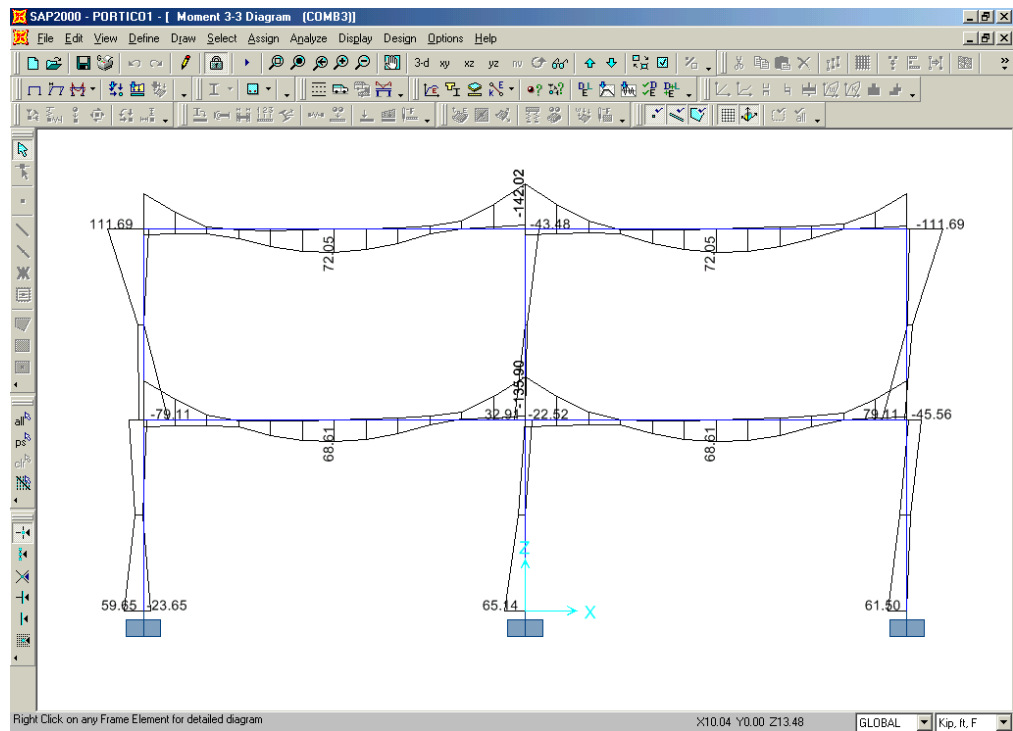 SAP2000 - PORTICO1 - [ Moment 3-3 Diagram (COMB3)]
File Edit View Define Draw Select Assign Analyze Display Design Options Help
3-d xy xz yz nv
all
ps
clr
-142.02
111.69 -43.48 -111.69
72.05 72.05
-135.90
-79.11 32.91 -22.52 79.11 -45.56
68.61 68.61
Z
59.65 -23.65 65.14 X 61.50
Right Click on any Frame Element for detailed diagram X10.04 Y0.00 Z13.48 GLOBAL Kip, ft, F